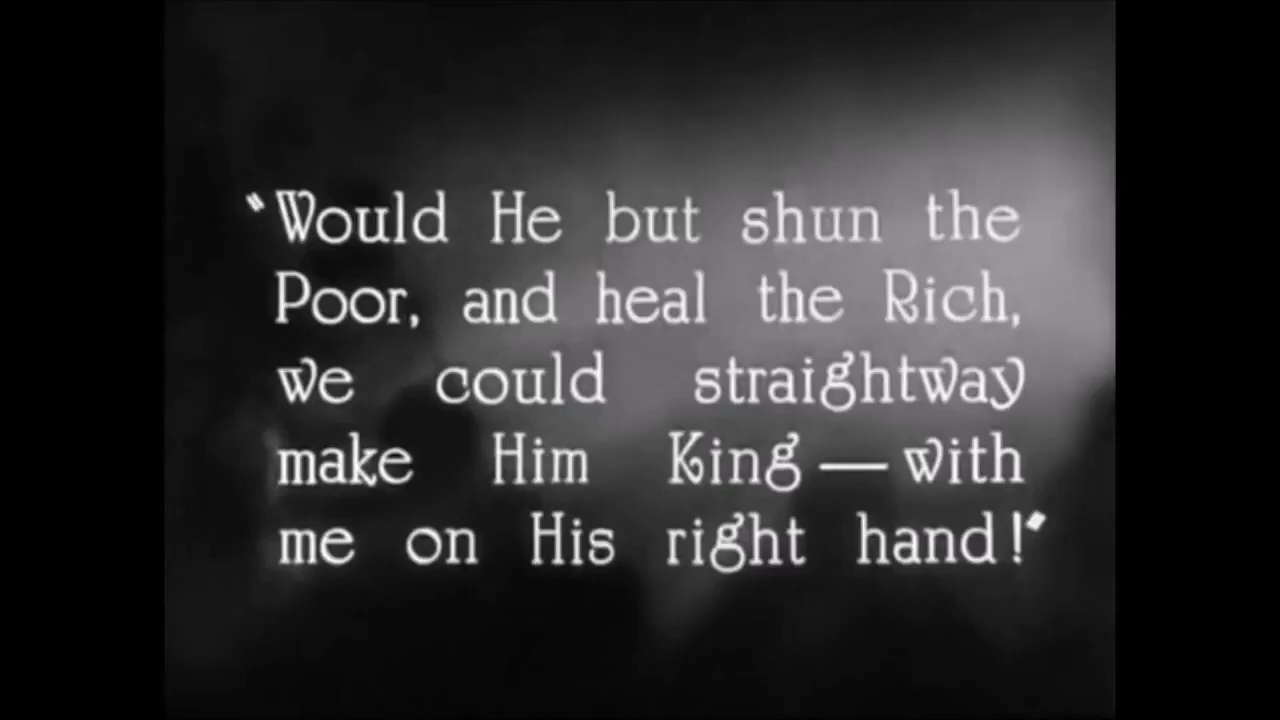 "Would He but shun the
Poor, and heal the Rich,
we could straightway
make Him King — with
me on His right hand!"